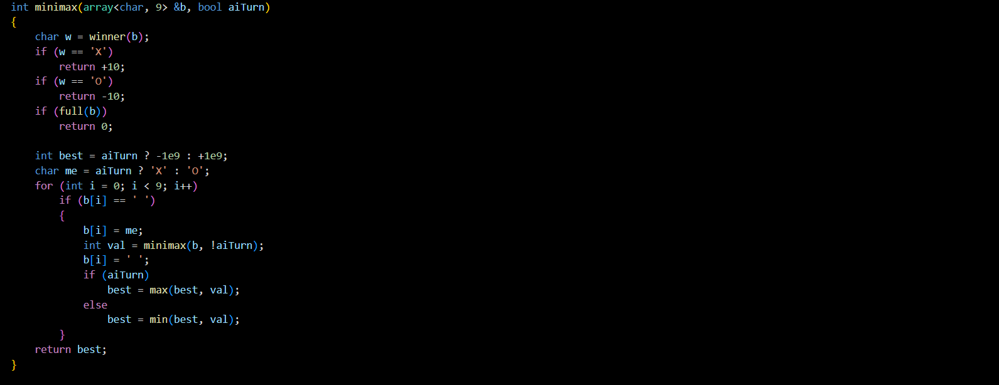 int minimax(array<char, 9> &b, bool aiTurn)
{
    char w = winner(b);
    if (w == 'X')
        return +10;
    if (w == 'O')
        return -10;
    if (full(b))
        return 0;

    int best = aiTurn ? -1e9 : +1e9;
    char me = aiTurn ? 'X' : 'O';
    for (int i = 0; i < 9; i++)
        if (b[i] == ' ')
        {
            b[i] = me;
            int val = minimax(b, !aiTurn);
            b[i] = ' ';
            if (aiTurn)
                best = max(best, val);
            else
                best = min(best, val);
        }
    return best;
}